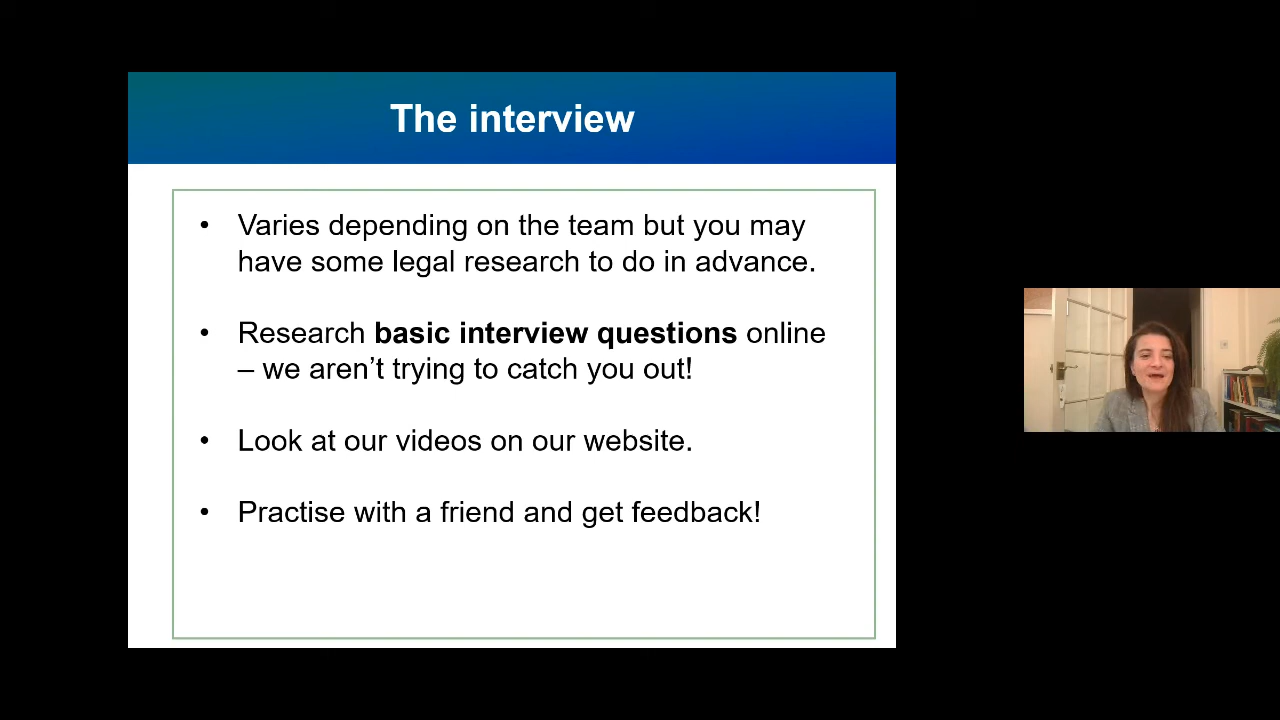 The interview
• Varies depending on the team but you may
have some legal research to do in advance.
• Research basic interview questions online
– we aren’t trying to catch you out!
• Look at our videos on our website.
• Practise with a friend and get feedback!